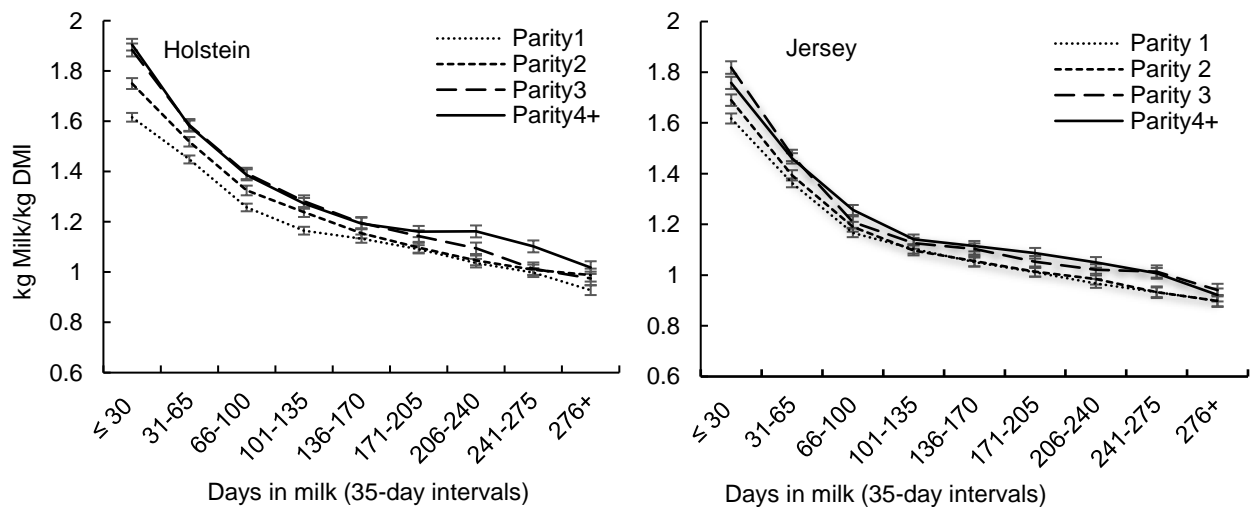 Holstein
Parity1
Parity2
Parity3
Parity4+
kg Milk/kg DMI
2
1.8
1.6
1.4
1.2
1
0.8
0.6
≤ 30
31-65
66-100
101-135
136-170
171-205
206-240
241-275
276+
Days in milk (35-day intervals)
Jersey
Parity 1
Parity 2
Parity 3
Parity4+
2
1.8
1.6
1.4
1.2
1
0.8
0.6
≤ 30
31-65
66-100
101-135
136-170
171-205
206-240
241-275
276+
Days in milk (35-day intervals)